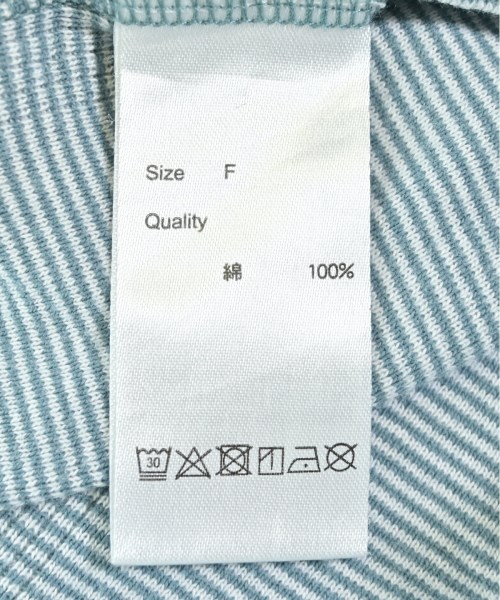 Size F
Quality
綿 100%
30